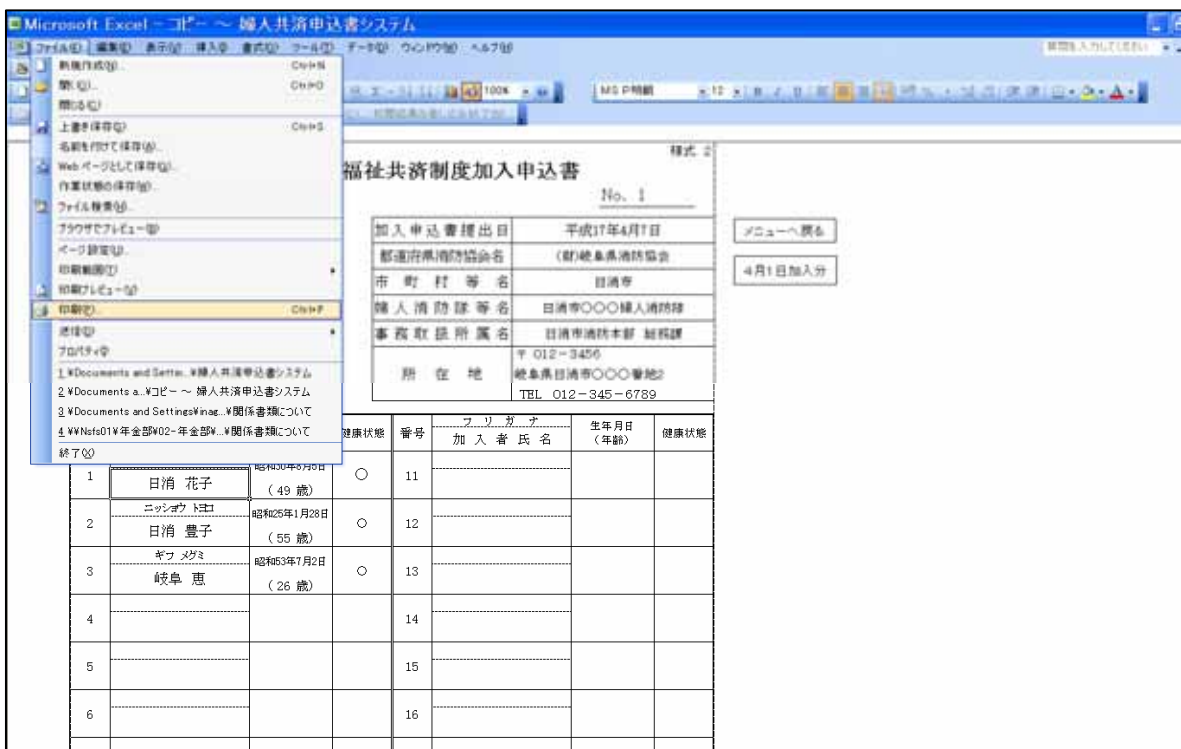 Microsoft Excel - コピー ～ 婦人共済申込書システム
ファイル(F) 編集(E) 表示(V) 挿入(I) 書式(O) ツール(T) データ(D) ウィンドウ(W) ヘルプ(H)
質問を入力してください
新規作成(N)... Ctrl+N
開く(O)... Ctrl+O
閉じる(C)
上書き保存(S) Ctrl+S
名前を付けて保存(A)...
Web ページとして保存(G)...
作業状態の保存(W)...
ファイル検索(H)...
ブラウザでプレビュー(B)
ページ設定(U)...
印刷範囲(T)
印刷プレビュー(V)
印刷(P)... Ctrl+P
送信(D)
プロパティ(I)
1 ¥Documents and Settin...¥婦人共済申込書システム
2 ¥Documents a...¥コピー ～ 婦人共済申込書システム
3 ¥Documents and Settings¥inag...¥関係書類について
4 ¥¥Nsfs01¥年金部¥02-年金部¥...¥関係書類について
終了(X)
100%
MS P明朝
12
様式 2
福祉共済制度加入申込書
No. 1
加入申込書提出日 平成17年4月7日
都道府県消防協会名 (財)岐阜県消防協会
市町村等名 日消市
婦人消防隊等名 日消市○○○婦人消防隊
事務取扱所属名 日消市消防本部 総務課
所在地 〒 012-3456
岐阜県日消市○○○番地2
TEL 012-345-6789
メニューへ戻る
4月1日加入分
健康状態 番号 フリガナ 生年月日 健康状態
加入者氏名 (年齢)
1 日消 花子 昭和30年8月5日 (49 歳) ○ 11
ニッショウ トヨコ
2 日消 豊子 昭和25年1月28日 (55 歳) ○ 12
ギフ メグミ
3 岐阜 恵 昭和53年7月2日 (26 歳) ○ 13
4 14
5 15
6 16